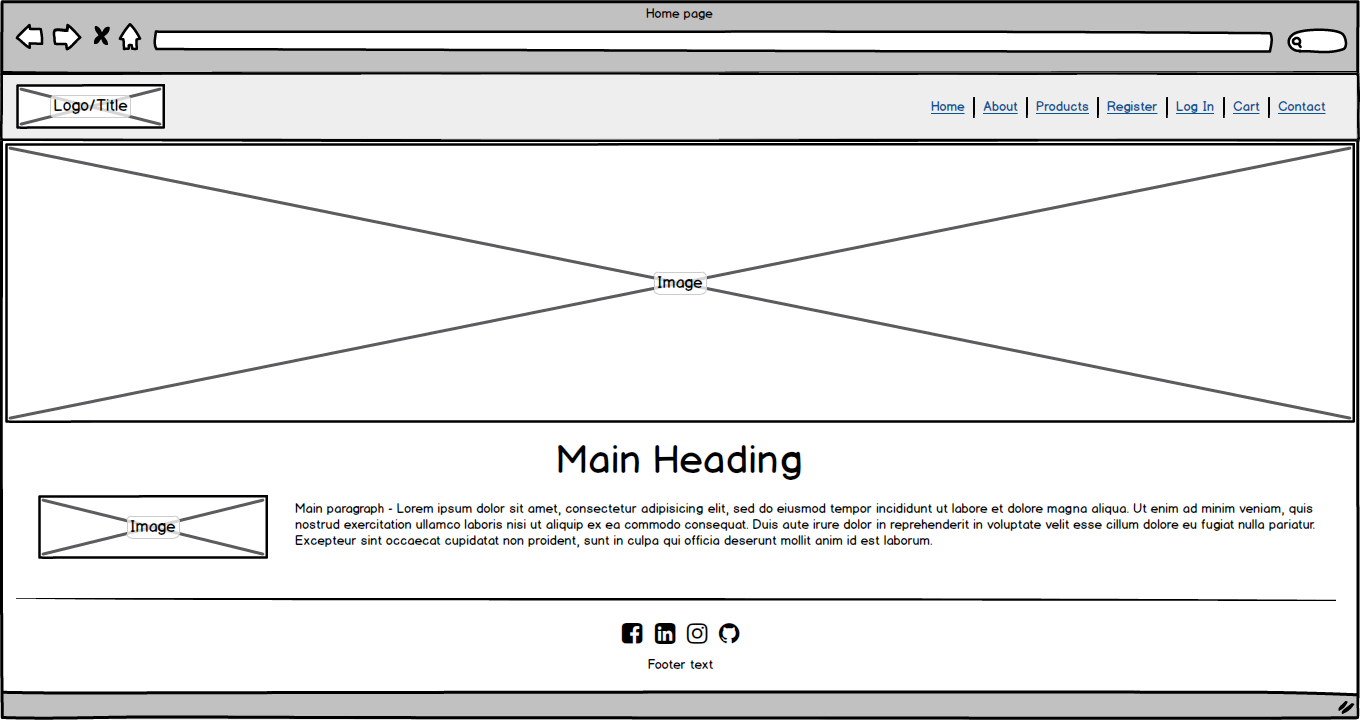 Home page
Logo/Title
Home About Products Register Log In Cart Contact
Image
Main Heading
Image
Main paragraph - Lorem ipsum dolor sit amet, consectetur adipisicing elit, sed do eiusmod tempor incididunt ut labore et dolore magna aliqua. Ut enim ad minim veniam, quis
nostrud exercitation ullamco laboris nisi ut aliquip ex ea commodo consequat. Duis aute irure dolor in reprehenderit in voluptate velit esse cillum dolore eu fugiat nulla pariatur.
Excepteur sint occaecat cupidatat non proident, sunt in culpa qui officia deserunt mollit anim id est laborum.
Footer text